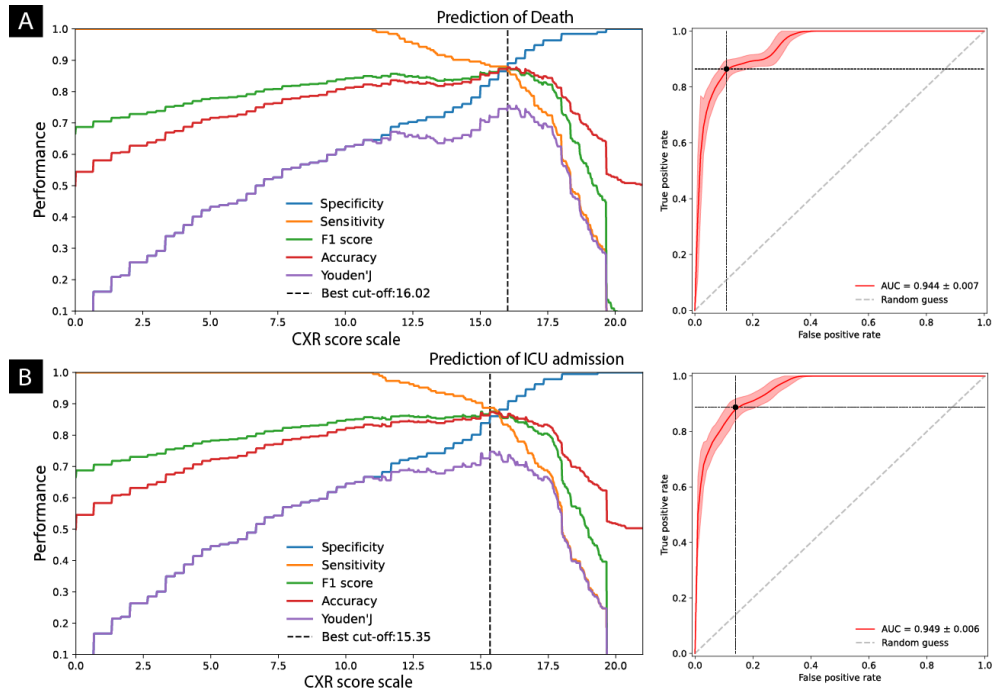 A
Prediction of Death
1.0
0.9
0.8
0.7
0.6
0.5
0.4
0.3
0.2
0.1
Performance
Specificity
Sensitivity
F1 score
Accuracy
Youden'J
Best cut-off:16.02
0.0 2.5 5.0 7.5 10.0 12.5 15.0 17.5 20.0
CXR score scale
1.0
0.8
0.6
0.4
0.2
0.0
True positive rate
AUC = 0.944 ± 0.007
Random guess
0.0 0.2 0.4 0.6 0.8 1.0
False positive rate
B
Prediction of ICU admission
1.0
0.9
0.8
0.7
0.6
0.5
0.4
0.3
0.2
0.1
Performance
Specificity
Sensitivity
F1 score
Accuracy
Youden'J
Best cut-off:15.35
0.0 2.5 5.0 7.5 10.0 12.5 15.0 17.5 20.0
CXR score scale
1.0
0.8
0.6
0.4
0.2
0.0
True positive rate
AUC = 0.949 ± 0.006
Random guess
0.0 0.2 0.4 0.6 0.8 1.0
False positive rate